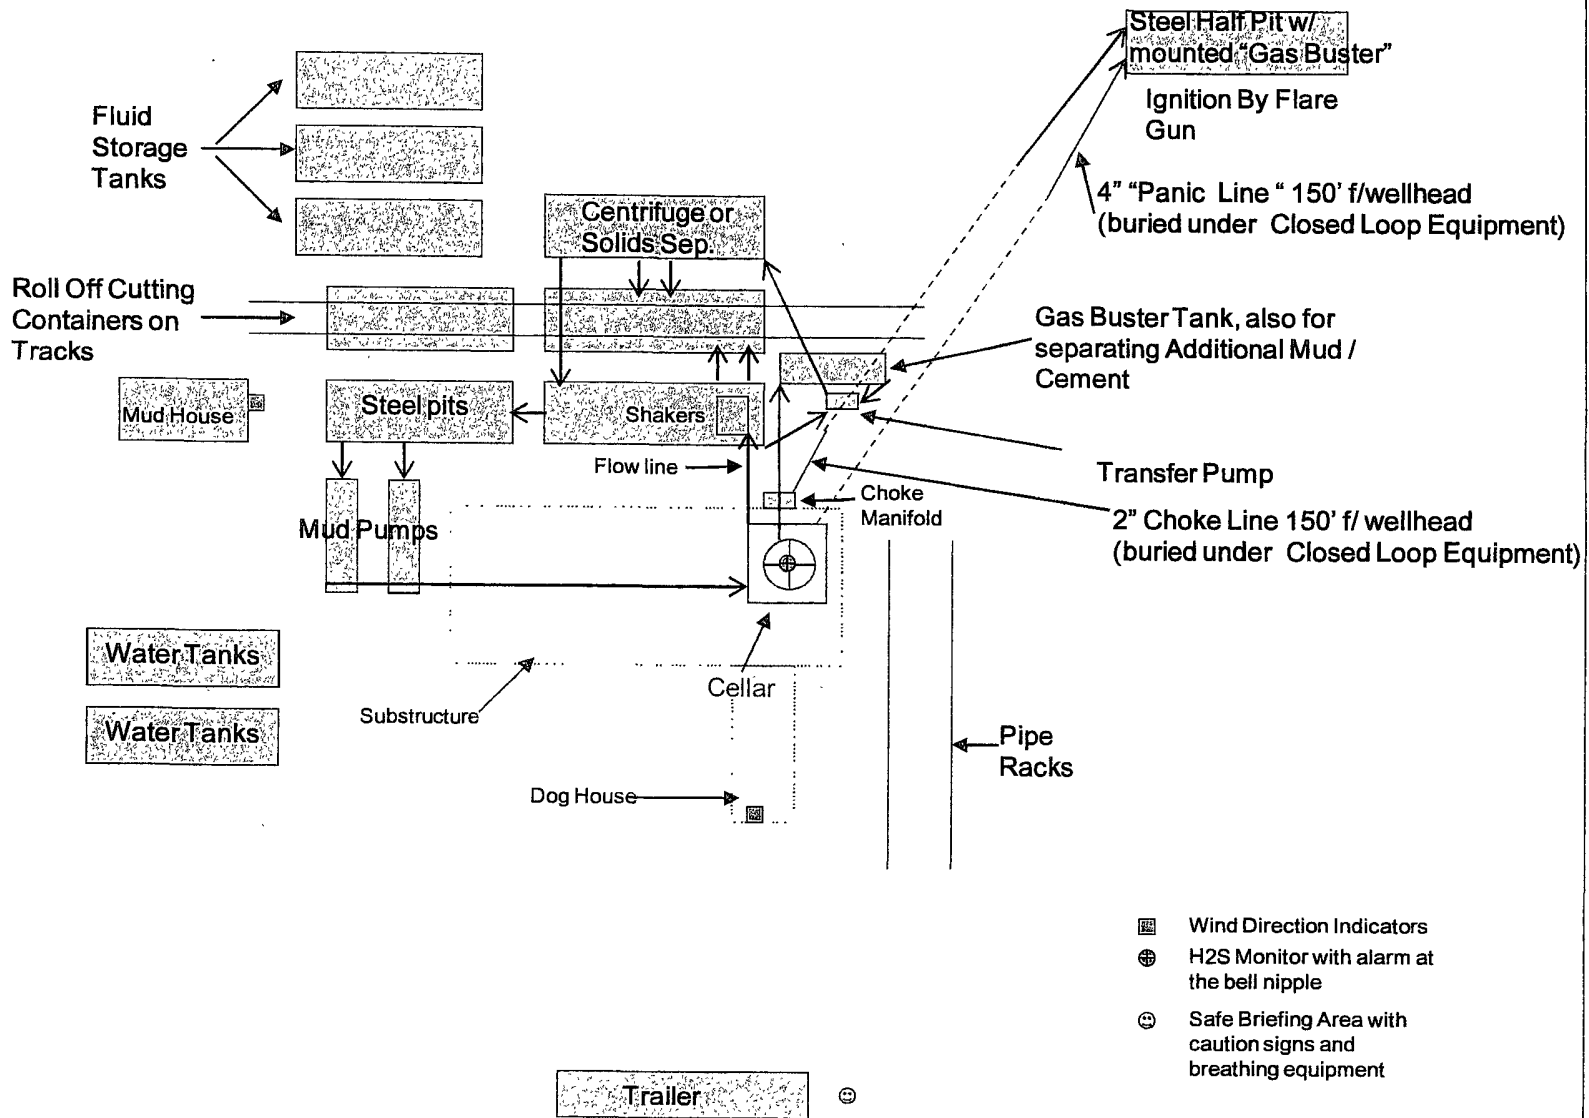 Steel Half Pit w/
mounted "Gas Buster"
Ignition By Flare
Gun
Fluid
Storage
Tanks
4" "Panic Line " 150' f/wellhead
(buried under Closed Loop Equipment)
Centrifuge or
Solids Sep.
Roll Off Cutting
Containers on
Tracks
Gas Buster Tank, also for
separating Additional Mud /
Cement
Mud House
Steel pits
Shakers
Flow line
Transfer Pump
Choke
Manifold
2" Choke Line 150' f/ wellhead
(buried under Closed Loop Equipment)
Mud Pumps
Water Tanks
Cellar
Substructure
Water Tanks
Pipe
Racks
Dog House
Wind Direction Indicators
H2S Monitor with alarm at
the bell nipple
Safe Briefing Area with
caution signs and
breathing equipment
Trailer